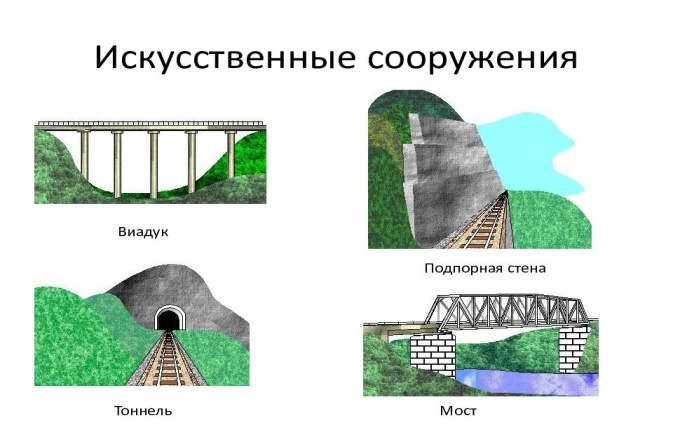 Искусственные сооружения
Виадук
Подпорная стена
Тоннель
Мост